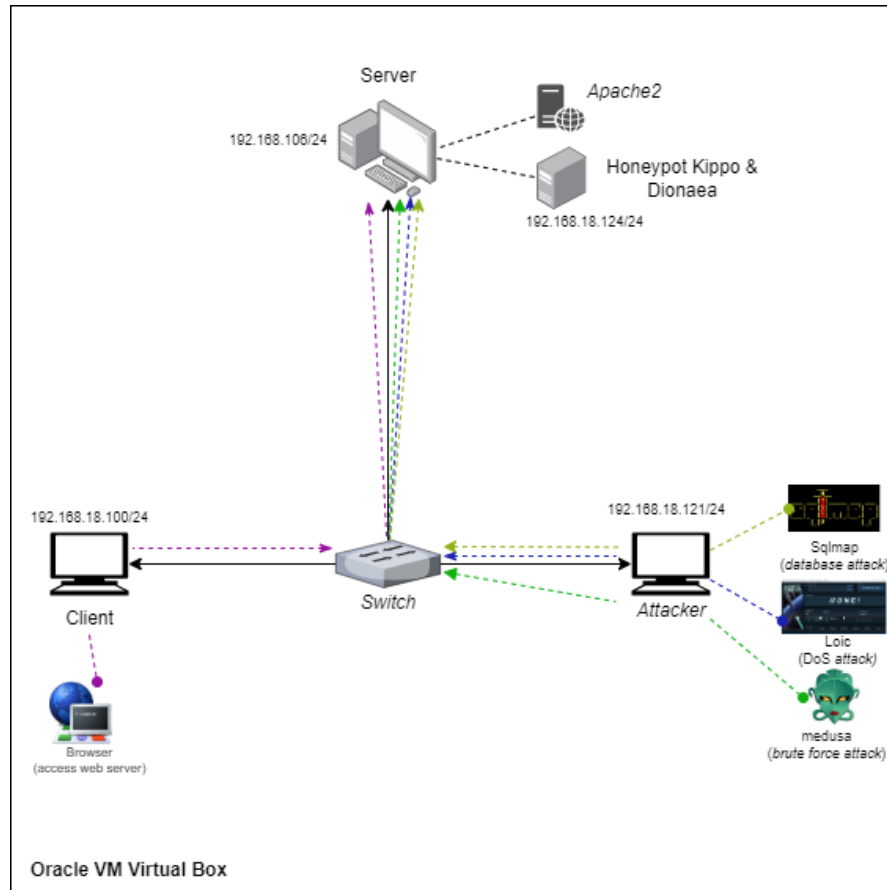 Server
Apache2
192.168.106/24
Honeypot Kippo &
Dionaea
192.168.18.124/24
192.168.18.100/24
192.168.18.121/24
Client
Switch
Attacker
sqlmap
Sqlmap
(database attack)
Loic
(DoS attack)
medusa
(brute force attack)
Browser
(access web server)
Oracle VM Virtual Box